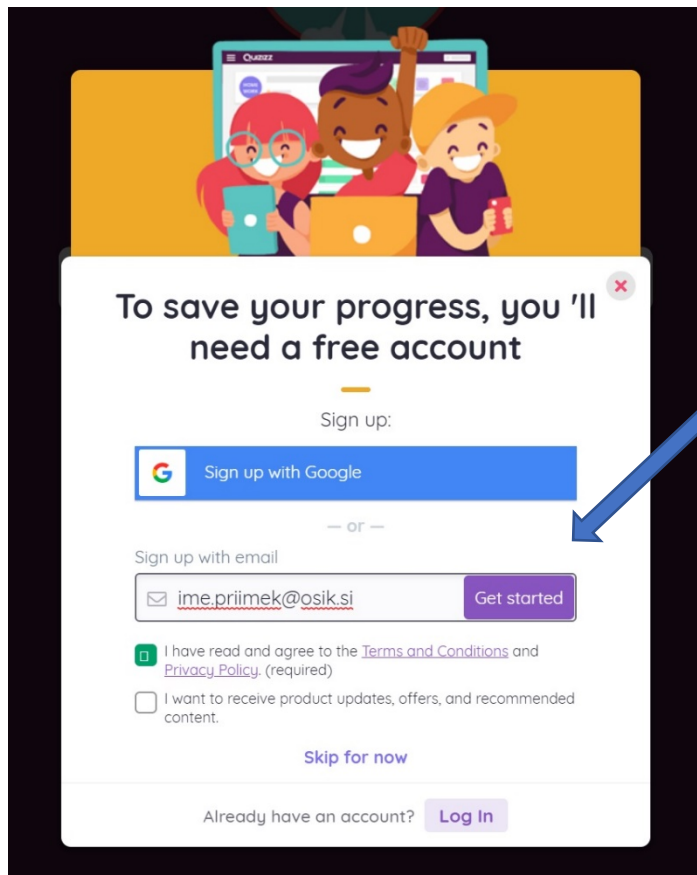 Quizizz
To save your progress, you 'll
need a free account
Sign up:
Sign up with Google
— or —
Sign up with email
ime.priimek@osik.si
Get started
I have read and agree to the Terms and Conditions and
Privacy Policy. (required)
I want to receive product updates, offers, and recommended
content.
Skip for now
Already have an account? Log In